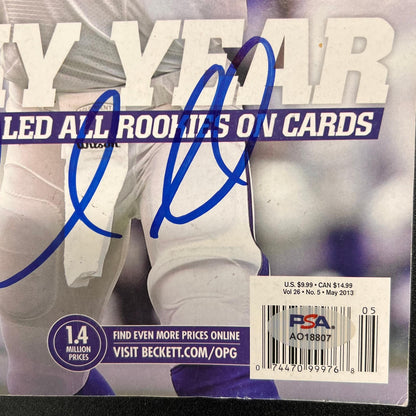 MY YEAR
LED ALL ROOKIES ON CARDS
Wilson
U.S. $9.99 • CAN $14.99
Vol 26 • No. 5 • May 2013
05
PSA
AO18807
0 74470 99976 8
1.4
MILLION
PRICES
FIND EVEN MORE PRICES ONLINE
VISIT BECKETT.COM/OPG